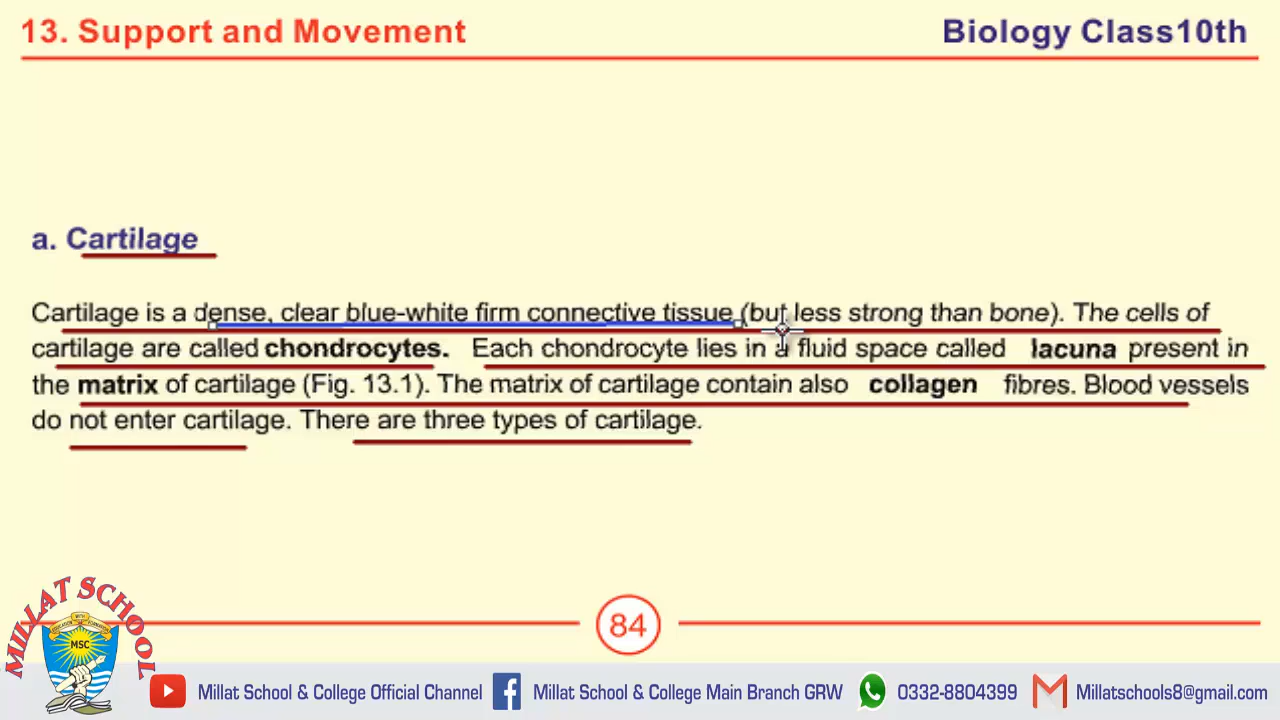 13. Support and Movement
Biology Class10th
a. Cartilage
Cartilage is a dense, clear blue-white firm connective tissue (but less strong than bone). The cells of
cartilage are called chondrocytes. Each chondrocyte lies in a fluid space called lacuna present in
the matrix of cartilage (Fig. 13.1). The matrix of cartilage contain also collagen fibres. Blood vessels
do not enter cartilage. There are three types of cartilage.
84
MILLAT SCHOOL
MSC
Millat School & College Official Channel
Millat School & College Main Branch GRW
0332-8804399
Millatschools8@gmail.com